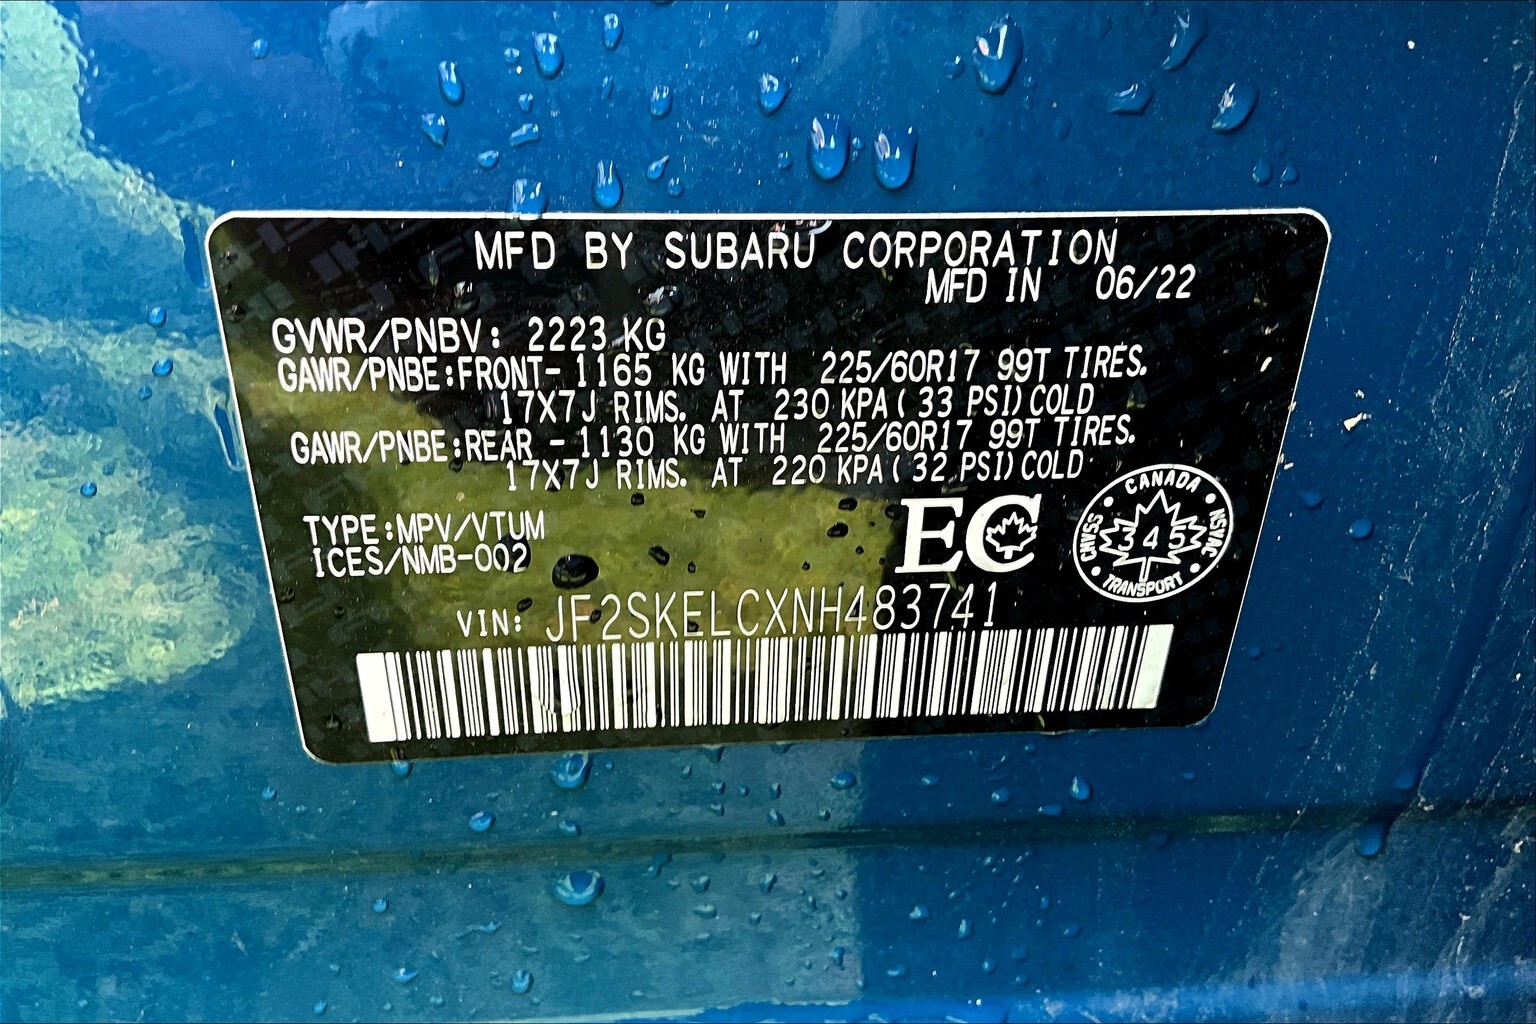 MFD BY SUBARU CORPORATION
MFD IN 06/22
GVWR/PNBV: 2223 KG
GAWR/PNBE:FRONT- 1165 KG WITH 225/60R17 99T TIRES.
17X7J RIMS. AT 230 KPA ( 33 PSI) COLD
GAWR/PNBE:REAR - 1130 KG WITH 225/60R17 99T TIRES.
17X7J RIMS. AT 220 KPA ( 32 PSI) COLD
TYPE:MPV/VTUM
ICES/NMB-002
EC
CANADA
CMVSS 345 NSVAC
TRANSPORT
VIN: JF2SKELCXNH483741